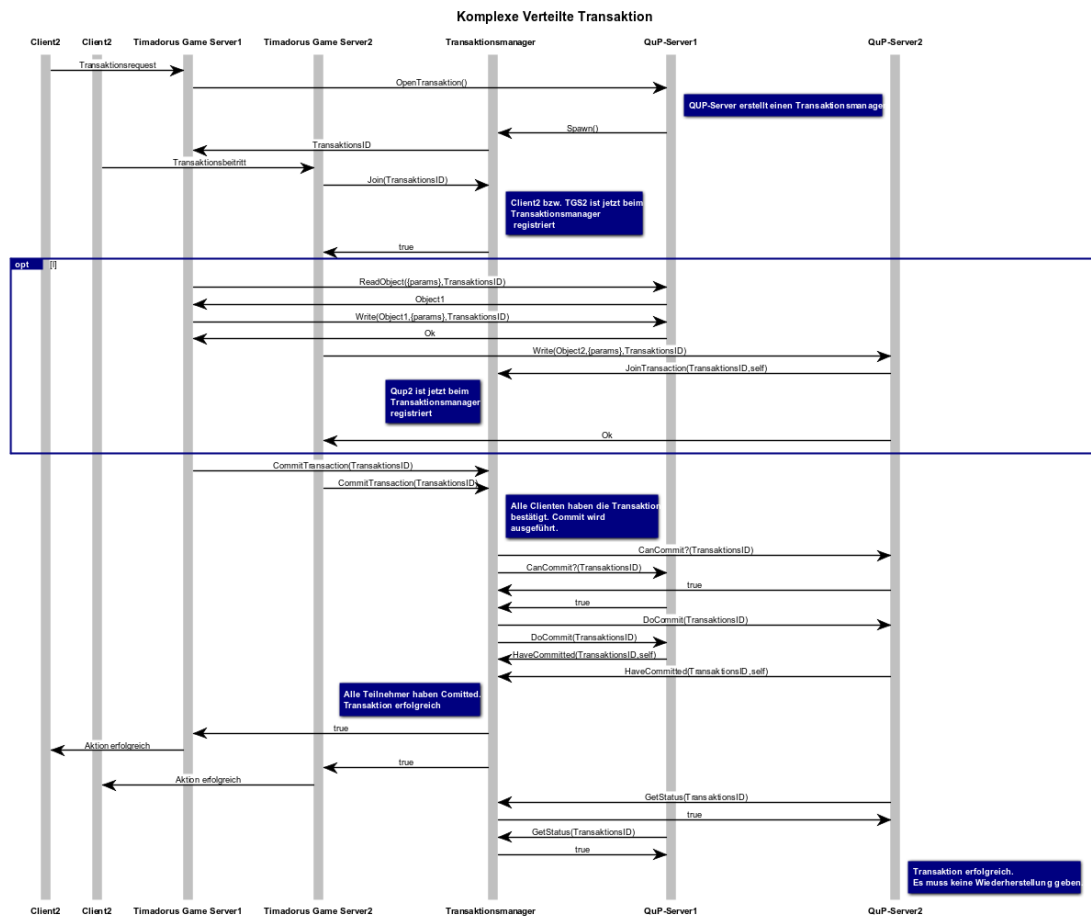 Komplexe Verteilte Transaktion
Client2 Client2 Timadorus Game Server1 Timadorus Game Server2 Transaktionsmanager QuP-Server1 QuP-Server2
Transaktionsrequest
OpenTransaktion()
QUP-Server erstellt einen Transaktionsmanage
Spawn()
TransaktionsID
Transaktionsbeitritt
Join(TransaktionsID)
Client2 bzw. TGS2 ist jetzt beim
Transaktionsmanager
registriert
true
opt [i]
ReadObject({params},TransaktionsID)
Object1
Write(Object1,{params},TransaktionsID)
Ok
Write(Object2,{params},TransaktionsID)
JoinTransaction(TransaktionsID,self)
Qup2 ist jetzt beim
Transaktionsmanager
registriert
Ok
CommitTransaction(TransaktionsID)
CommitTransaction(TransaktionsID)
Alle Clienten haben die Transaktion
bestätigt. Commit wird
ausgeführt.
CanCommit?(TransaktionsID)
CanCommit?(TransaktionsID)
true
true
DoCommit(TransaktionsID)
DoCommit(TransaktionsID)
HaveCommitted(TransaktionsID,self)
HaveCommitted(TransaktionsID,self)
Alle Teilnehmer haben Comitted.
Transaktion erfolgreich
true
Aktion erfolgreich
true
Aktion erfolgreich
GetStatus(TransaktionsID)
true
GetStatus(TransaktionsID)
true
Transaktion erfolgreich.
Es muss keine Wiederherstellung geben.
Client2 Client2 Timadorus Game Server1 Timadorus Game Server2 Transaktionsmanager QuP-Server1 QuP-Server2